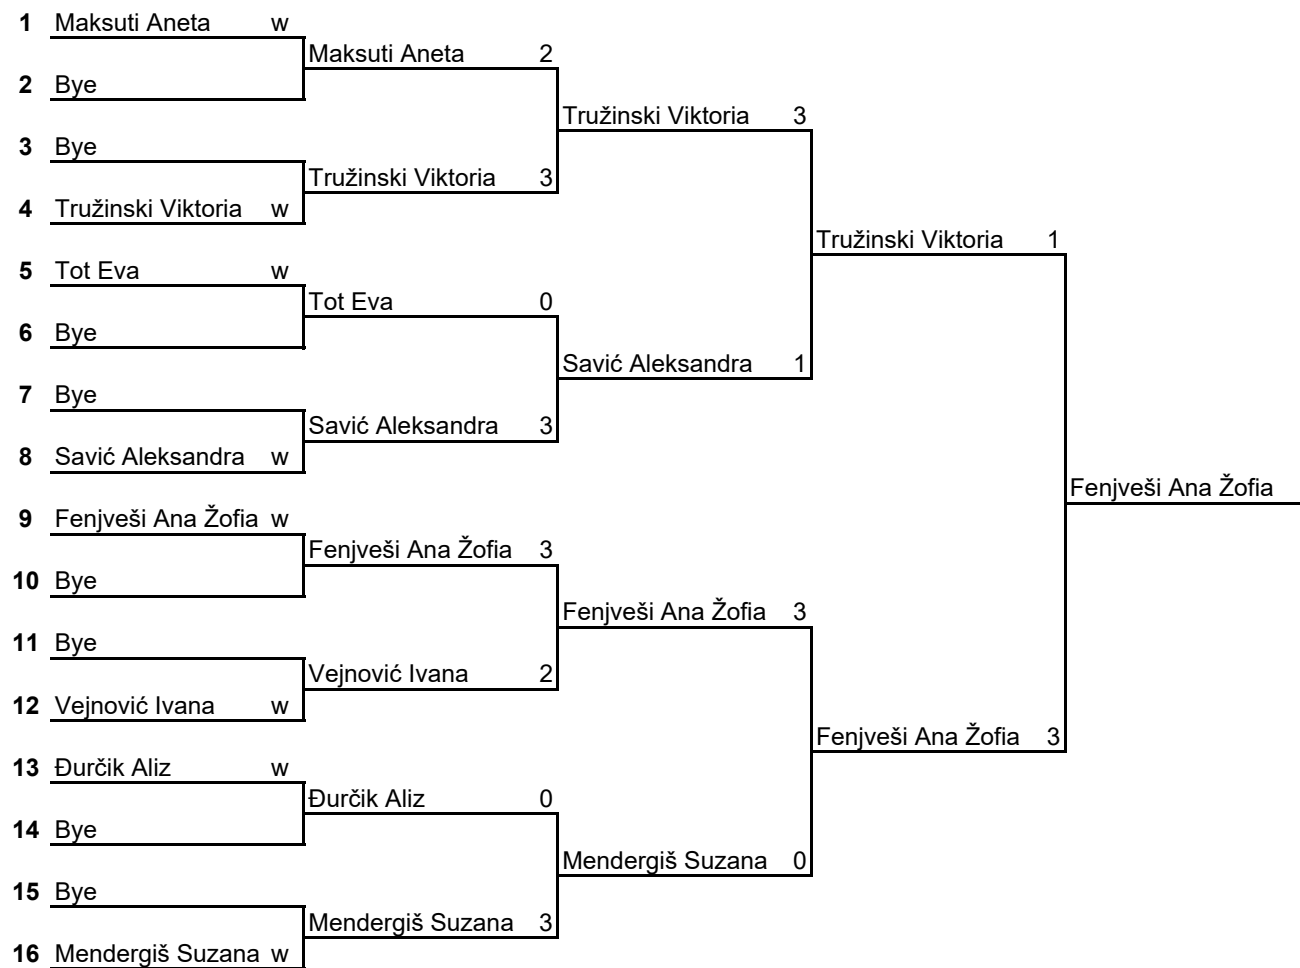 1 Maksuti Aneta w
Maksuti Aneta 2
2 Bye
Tružinski Viktoria 3
3 Bye
Tružinski Viktoria 3
4 Tružinski Viktoria w
Tružinski Viktoria 1
5 Tot Eva w
Tot Eva 0
6 Bye
Savić Aleksandra 1
7 Bye
Savić Aleksandra 3
8 Savić Aleksandra w
Fenjveši Ana Žofia
9 Fenjveši Ana Žofia w
Fenjveši Ana Žofia 3
10 Bye
Fenjveši Ana Žofia 3
11 Bye
Vejnović Ivana 2
12 Vejnović Ivana w
Fenjveši Ana Žofia 3
13 Đurčik Aliz w
Đurčik Aliz 0
14 Bye
Mendergiš Suzana 0
15 Bye
Mendergiš Suzana 3
16 Mendergiš Suzana w